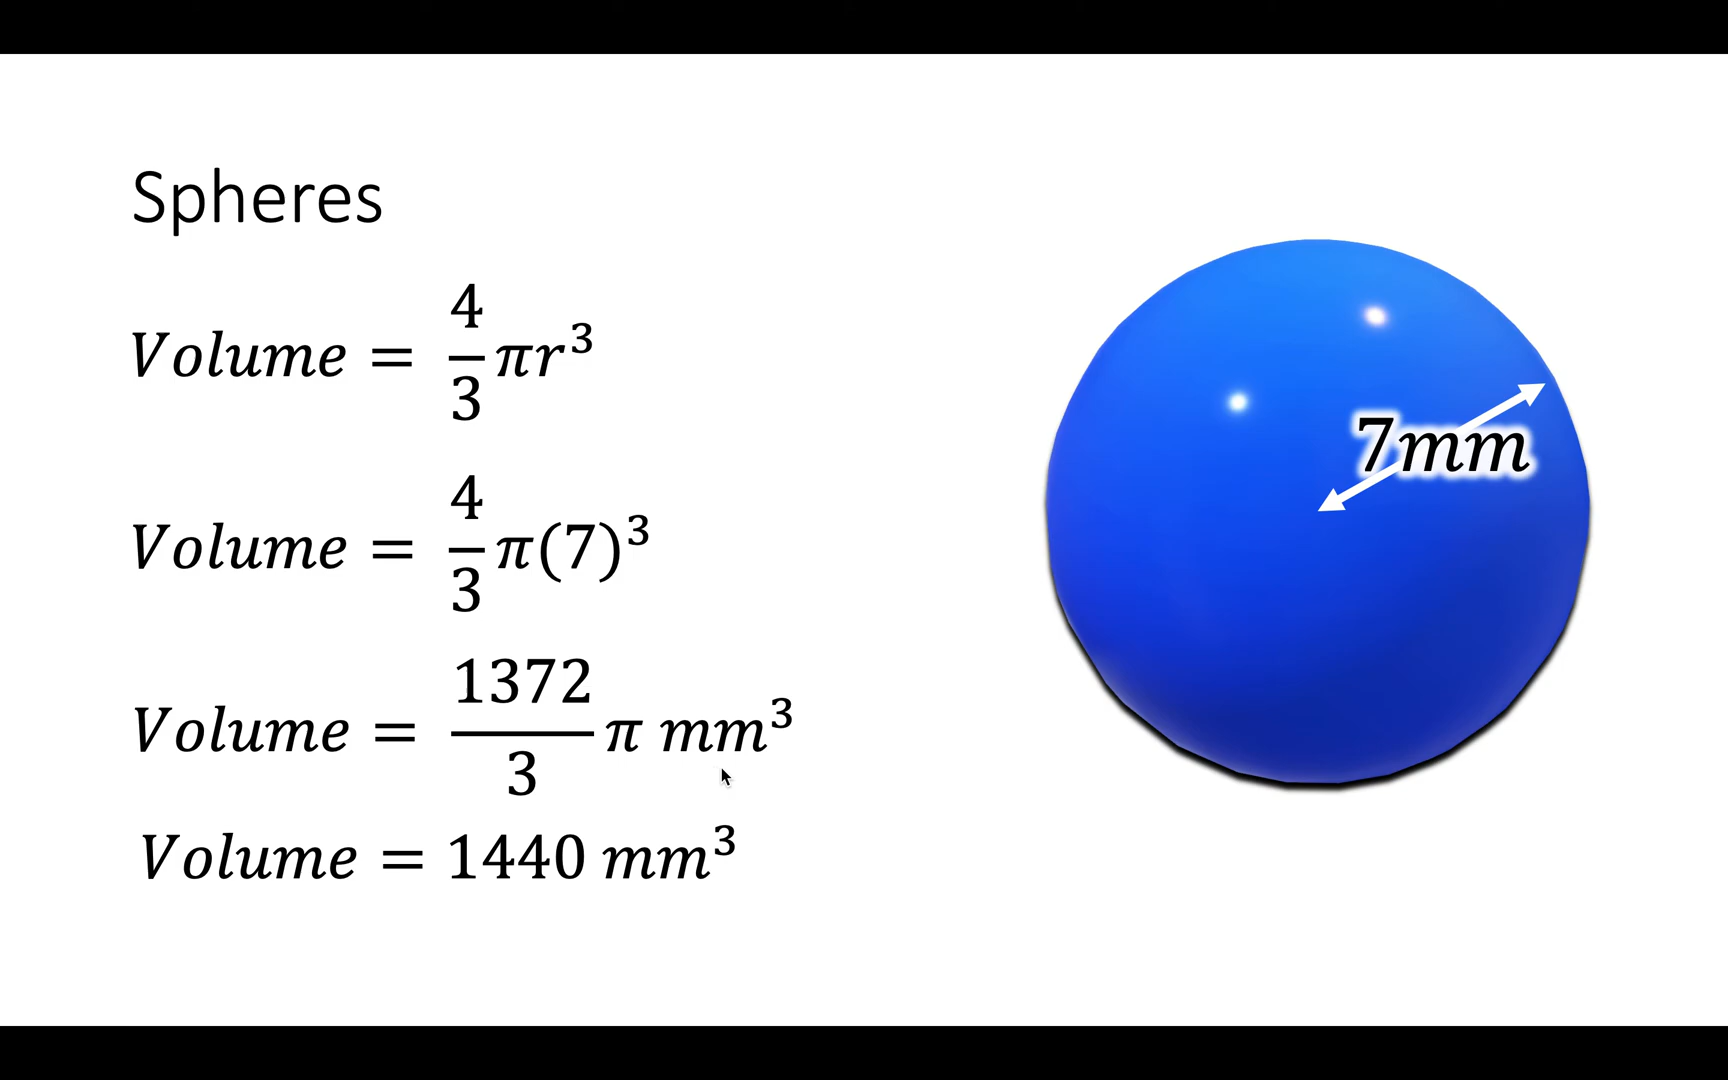 Spheres
Volume = 4/3 πr³
Volume = 4/3 π(7)³
Volume = 1372/3 π mm³
Volume = 1440 mm³
7mm